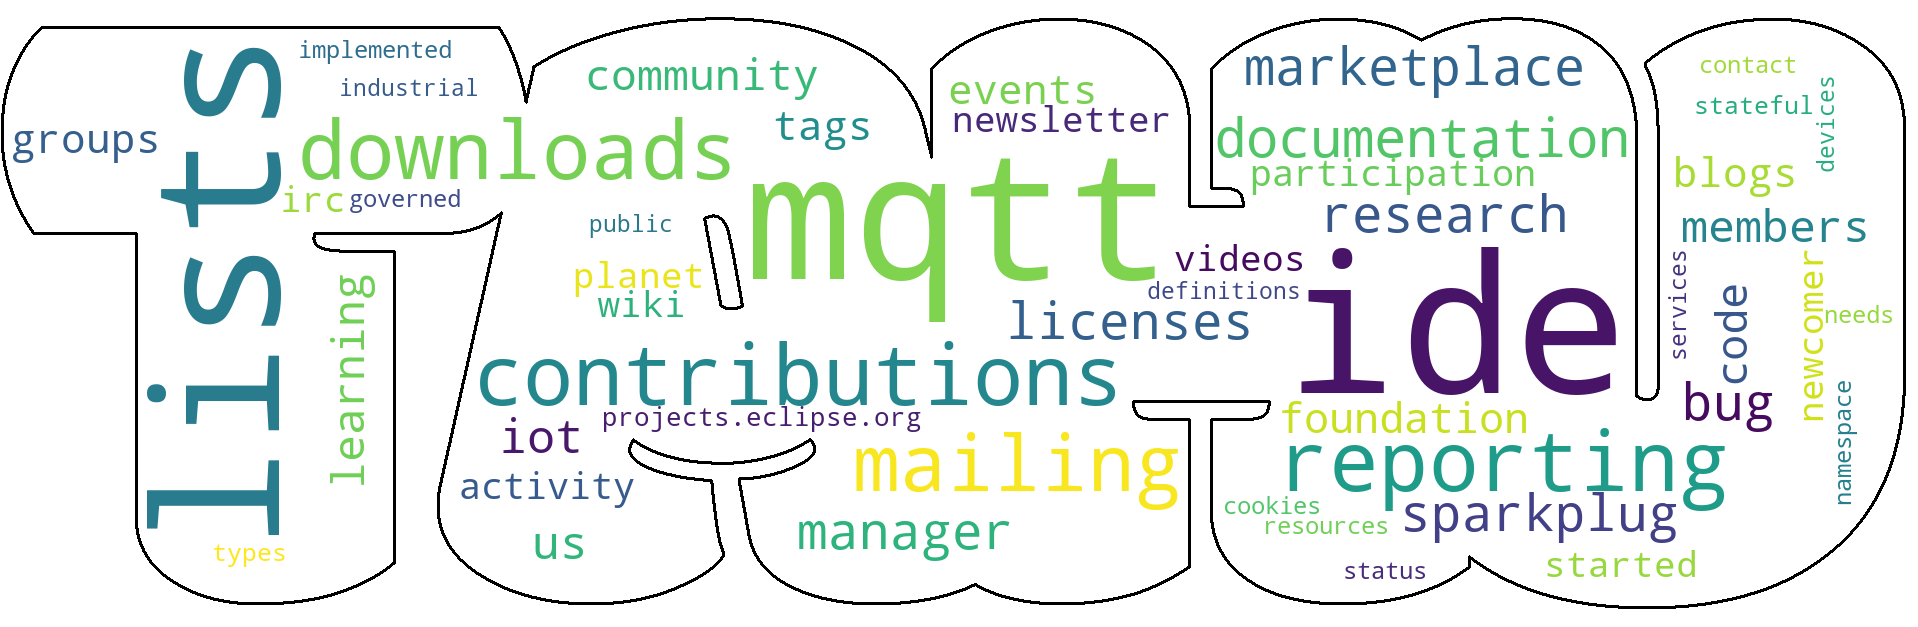 implemented
industrial
groups
lists
downloads
irc
governed
learning
types
community
tags
public
planet
wiki
mqtt
events
newsletter
marketplace
documentation
participation
research
videos
definitions
licenses
ide
contributions
projects.eclipse.org
iot
activity
us
mailing
manager
foundation
reporting
cookies
resources
sparkplug
started
status
contact
stateful
devices
blogs
members
services
code
newcomer
needs
bug
namespace